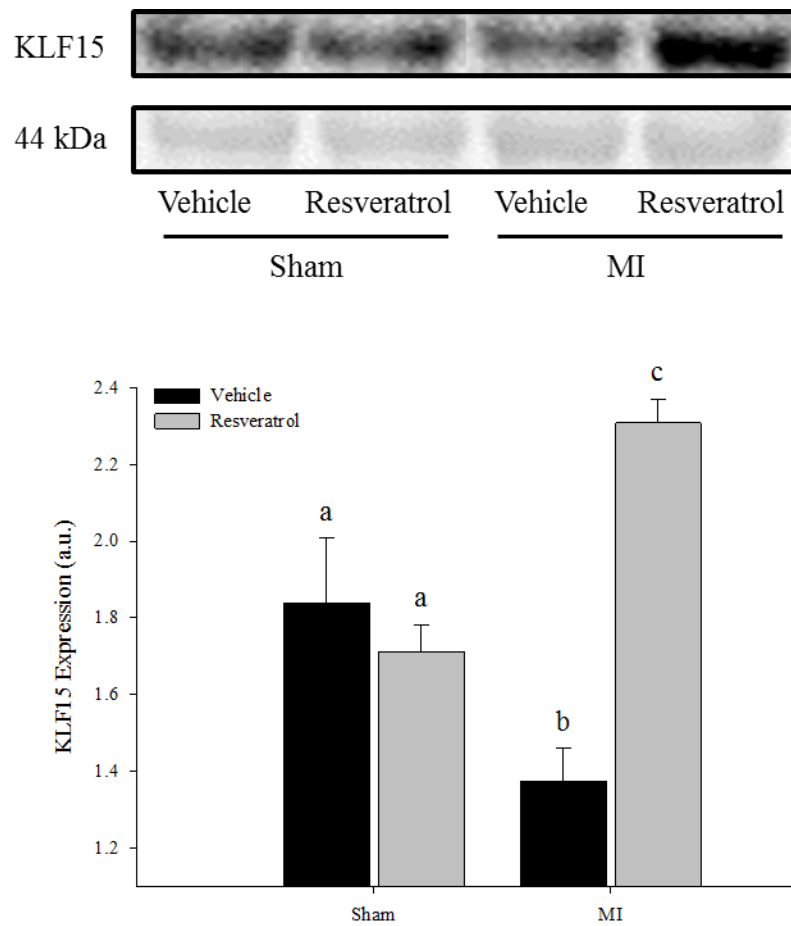 KLF15
44 kDa
Vehicle Resveratrol Vehicle Resveratrol
Sham MI
c
2.4
Vehicle
Resveratrol
2.2
a
2.0
a
1.8
KLF15 Expression (a.u.)
1.6
b
1.4
1.2
Sham MI